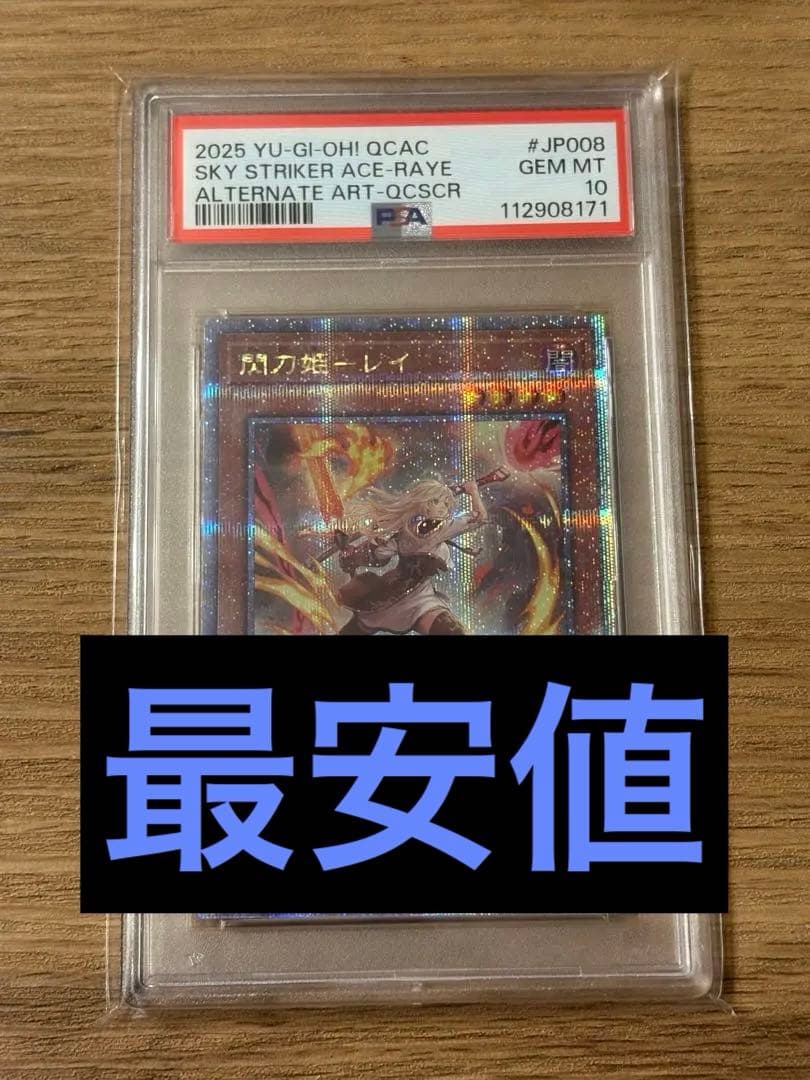 2025 YU-GI-OH! QCAC #JP008
SKY STRIKER ACE-RAYE GEM MT
ALTERNATE ART-QCSCR 10
PSA 112908171
閃刀姫－レイ 闇
最安値